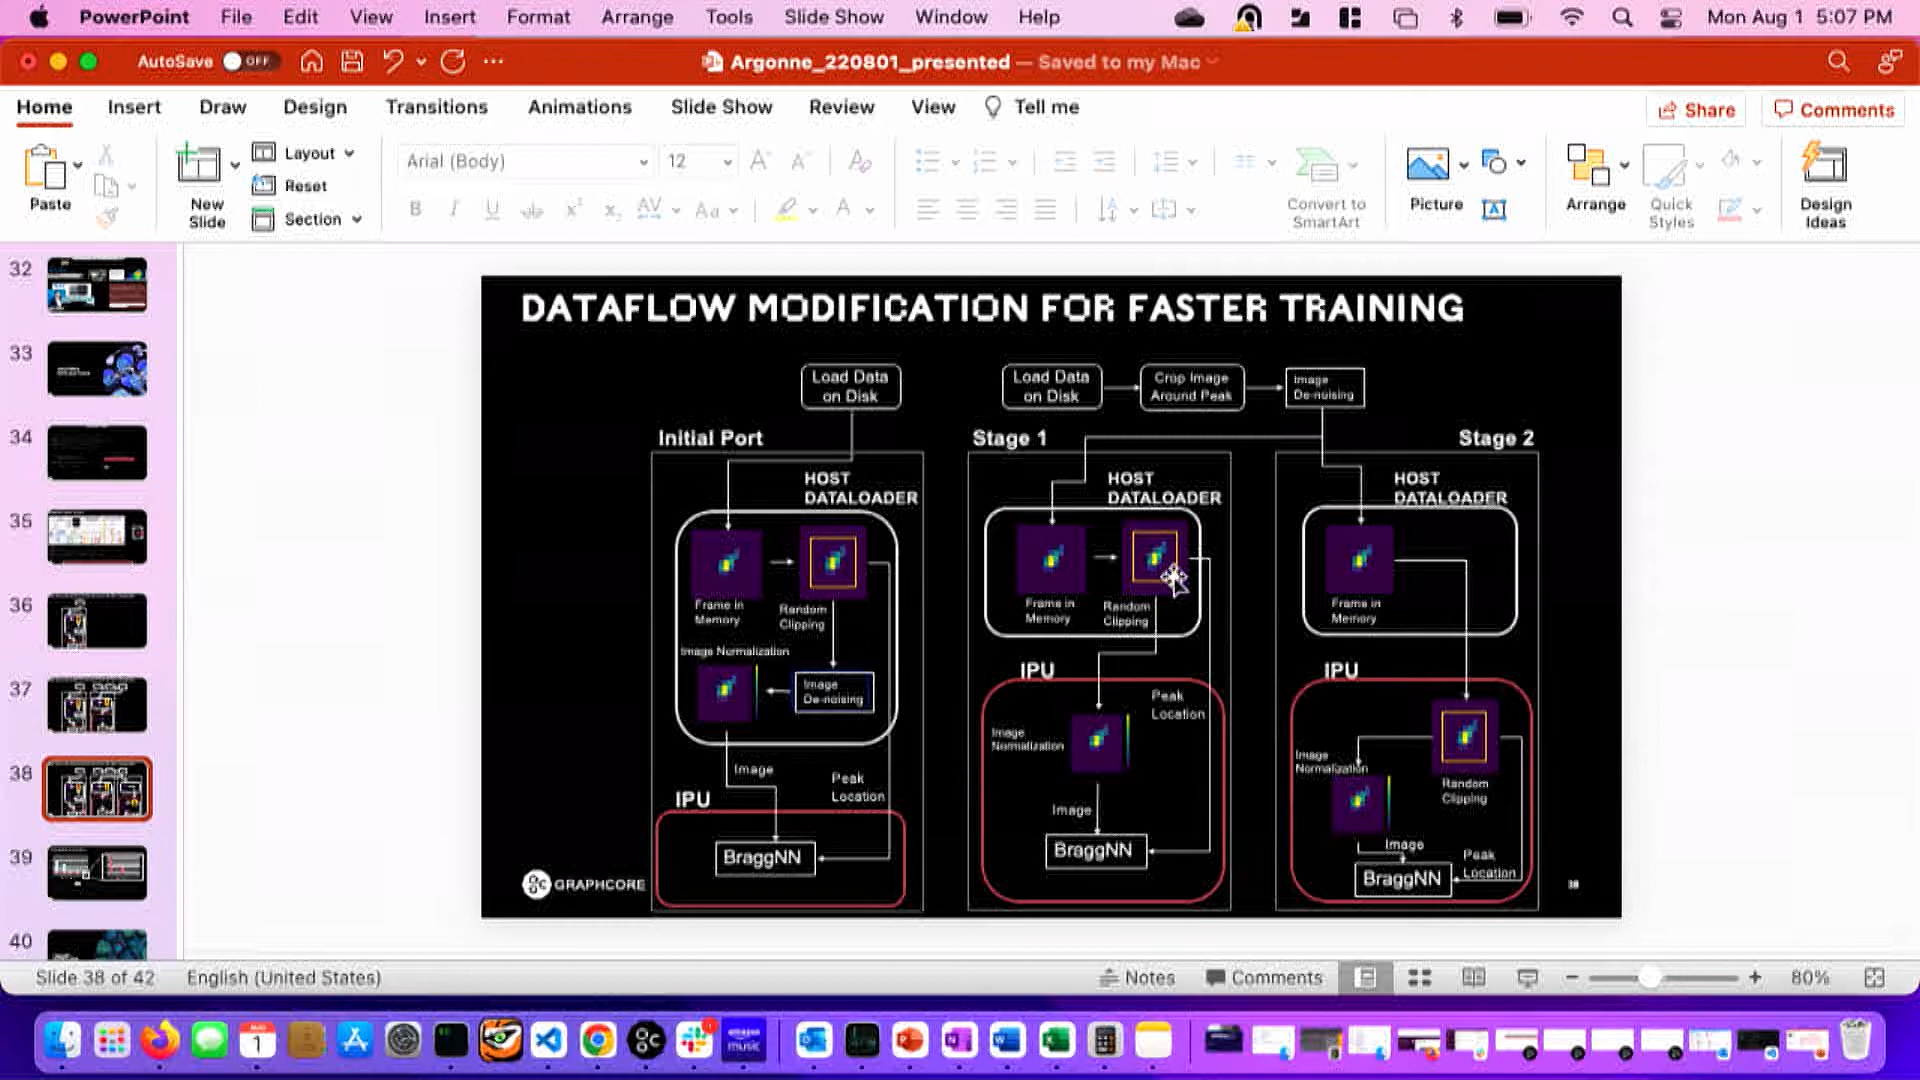 PowerPoint File Edit View Insert Format Arrange Tools Slide Show Window Help Mon Aug 1 5:07 PM
AutoSave OFF Argonne_220801_presented — Saved to my Mac
Home Insert Draw Design Transitions Animations Slide Show Review View Tell me Share Comments
Paste
New
Slide
Layout
Reset
Section
Arial (Body) 12
Convert to
SmartArt
Picture
Arrange
Quick
Styles
Design
Ideas
32
33
34
35
36
37
38
39
40
DATAFLOW MODIFICATION FOR FASTER TRAINING
Load Data
on Disk
Load Data
on Disk
Crop Image
Around Peak
Image
De-noising
Initial Port
HOST
DATALOADER
Frame in
Memory
Random
Clipping
Image Normalization
Image
De-noising
Image
Peak
Location
IPU
BraggNN
Stage 1
HOST
DATALOADER
Frame in
Memory
Random
Clipping
IPU
Peak
Location
Image
Normalization
Image
BraggNN
Stage 2
HOST
DATALOADER
Frame in
Memory
IPU
Image
Normalization
Random
Clipping
Image
Peak
Location
BraggNN
GRAPHCORE
38
Slide 38 of 42 English (United States) Notes Comments 80%
AUG
1
amazon
music